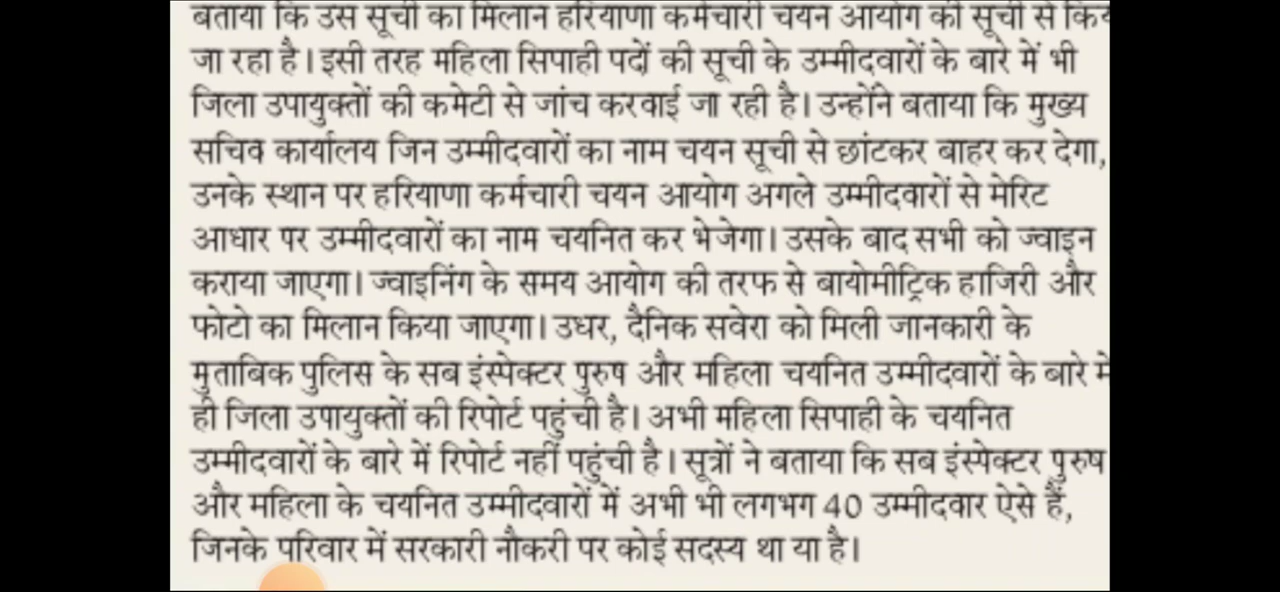 बताया कि उस सूची का मिलान हरियाणा कर्मचारी चयन आयोग की सूची से किय
जा रहा है। इसी तरह महिला सिपाही पदों की सूची के उम्मीदवारों के बारे में भी
जिला उपायुक्तों की कमेटी से जांच करवाई जा रही है। उन्होंने बताया कि मुख्य
सचिव कार्यालय जिन उम्मीदवारों का नाम चयन सूची से छांटकर बाहर कर देगा,
उनके स्थान पर हरियाणा कर्मचारी चयन आयोग अगले उम्मीदवारों से मेरिट
आधार पर उम्मीदवारों का नाम चयनित कर भेजेगा। उसके बाद सभी को ज्वाइन
कराया जाएगा। ज्वाइनिंग के समय आयोग की तरफ से बायोमीट्रिक हाजिरी और
फोटो का मिलान किया जाएगा। उधर, दैनिक सवेरा को मिली जानकारी के
मुताबिक पुलिस के सब इंस्पेक्टर पुरुष और महिला चयनित उम्मीदवारों के बारे में
ही जिला उपायुक्तों की रिपोर्ट पहुंची है। अभी महिला सिपाही के चयनित
उम्मीदवारों के बारे में रिपोर्ट नहीं पहुंची है। सूत्रों ने बताया कि सब इंस्पेक्टर पुरुष
और महिला के चयनित उम्मीदवारों में अभी भी लगभग 40 उम्मीदवार ऐसे हैं,
जिनके परिवार में सरकारी नौकरी पर कोई सदस्य था या है।